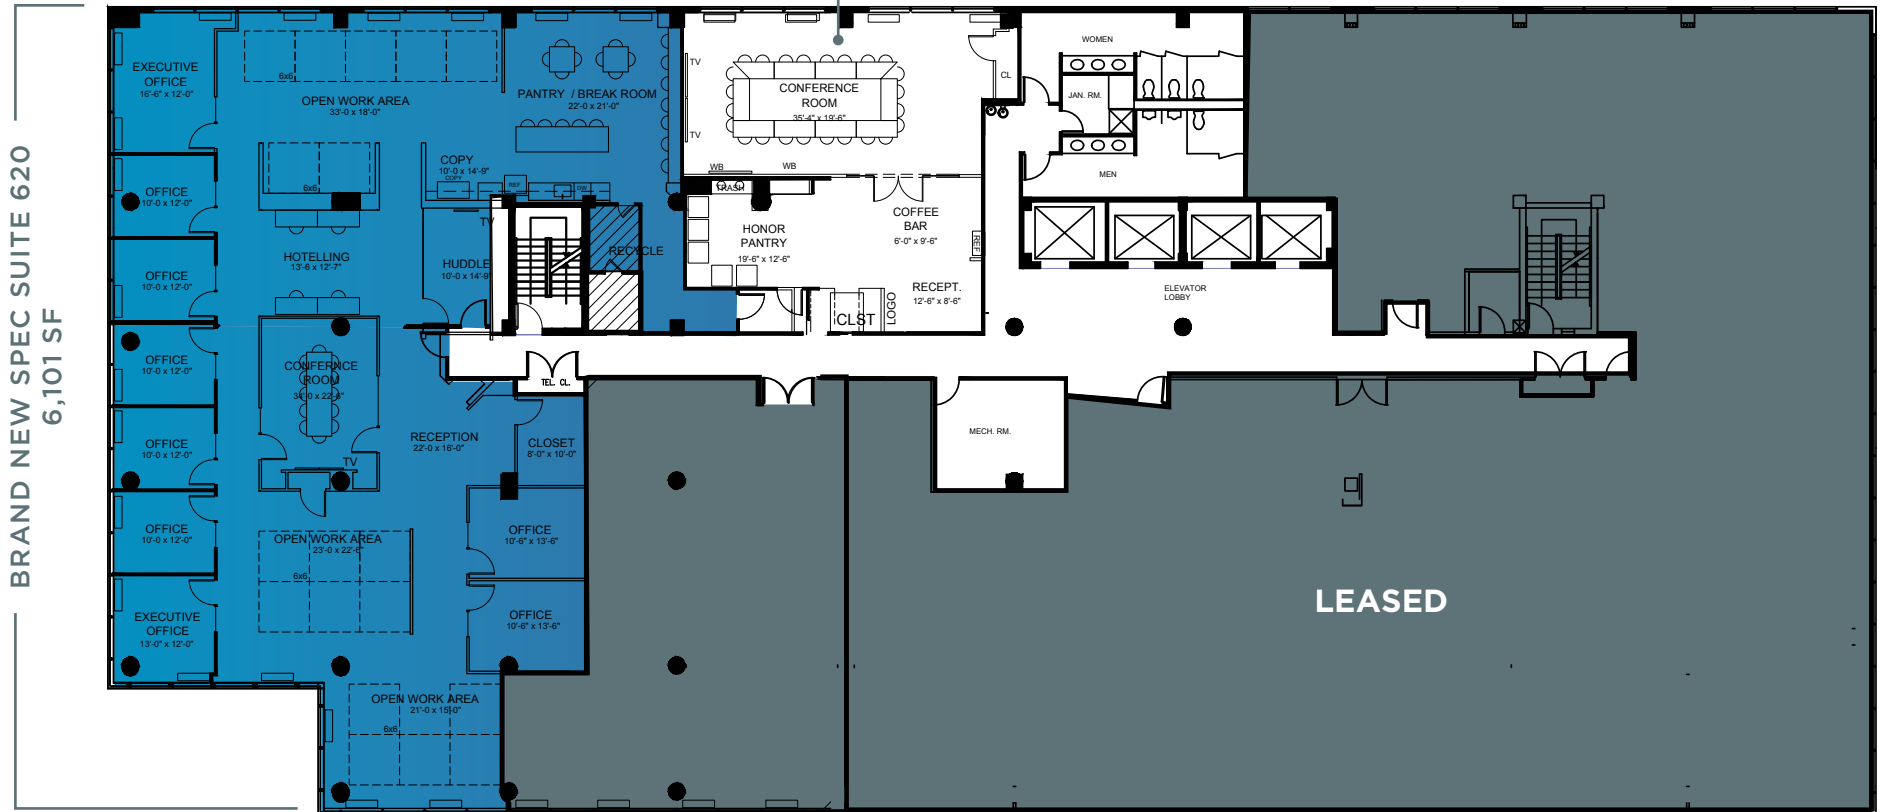 BRAND NEW SPEC SUITE 620
6,101 SF
EXECUTIVE
OFFICE
16'-6" x 12'-0"
6x6
OPEN WORK AREA
33'-0 x 18'-0"
PANTRY / BREAK ROOM
22'-0 x 21'-0"
TV
TV
CONFERENCE
ROOM
35'-4" x 19'-6"
WB
WB
CL
WOMEN
JAN. RM.
MEN
OFFICE
10'-0 x 12'-0"
6x6
COPY
10'-0 x 14'-9"
COPY
REF
DW
TRASH
TV
HOTELLING
13'-6 x 12'-7"
HUDDLE
10'-0 x 14'-9"
RECYCLE
HONOR
PANTRY
19'-6" x 12'-6"
COFFEE
BAR
6'-0" x 9'-6"
REF
RECEPT.
12'-6" x 8'-6"
LOGO
CLST
ELEVATOR
LOBBY
OFFICE
10'-0 x 12'-0"
OFFICE
10'-0 x 12'-0"
CONFERNCE
ROOM
34'-0 x 22'-6"
TEL. CL.
OFFICE
10'-0 x 12'-0"
TV
RECEPTION
22'-0 x 16'-0"
CLOSET
8'-0" x 10'-0"
MECH. RM.
OFFICE
10'-0 x 12'-0"
OPEN WORK AREA
23'-0 x 22'-6"
6x6
OFFICE
10'-6" x 13'-6"
EXECUTIVE
OFFICE
13'-0" x 12'-0"
OFFICE
10'-6" x 13'-6"
LEASED
OPEN WORK AREA
21'-0 x 15'-0"
6x6